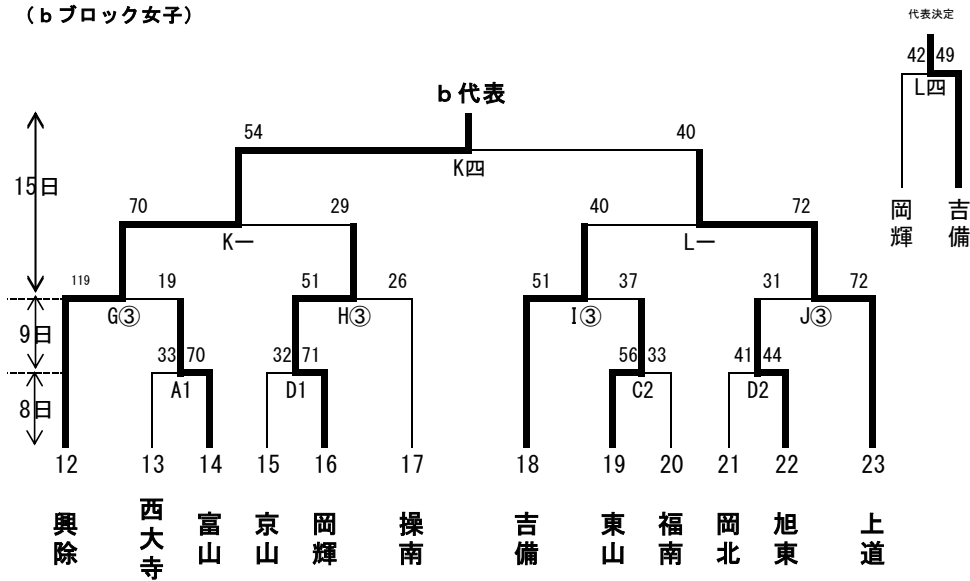 （ｂブロック女子）
代表決定
42 49
L四
岡輝 吉備
ｂ代表
54 40
K四
15日
70 29 40 72
K一 L一
119 19 51 26 51 37 31 72
G③ H③ I③ J③
9日
33 70 32 71 56 33 41 44
A1 D1 C2 D2
8日
12 13 14 15 16 17 18 19 20 21 22 23
興除 西大寺 富山 京山 岡輝 操南 吉備 東山 福南 岡北 旭東 上道